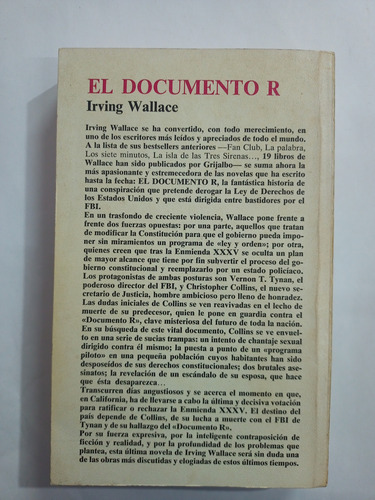 EL DOCUMENTO R
Irving Wallace
Irving Wallace se ha convertido, con todo merecimiento, en
uno de los escritores más leídos y apreciados de todo el mundo.
A la lista de sus bestsellers anteriores —Fan Club, La palabra,
Los siete minutos, La isla de las Tres Sirenas..., 19 libros de
Wallace han sido publicados por Grijalbo— se suma ahora la
más apasionante y estremecedora de las novelas que ha escrito
hasta la fecha: EL DOCUMENTO R, la fantástica historia de
una conspiración que pretende derogar la Ley de Derechos de
los Estados Unidos y que está dirigida entre bastidores por el
FBI.
En un trasfondo de creciente violencia, Wallace pone frente a
frente dos fuerzas opuestas: por una parte, aquellos que tratan
de modificar la Constitución para que el gobierno pueda impo-
ner sin miramientos un programa de «ley y orden»; por otra,
quienes creen que tras la Enmienda XXXV se oculta un plan
de mayor alcance que tiene por fin subvertir el proceso del go-
bierno constitucional y reemplazarlo por un estado policíaco.
Los protagonistas de ambas posturas son Vernon T. Tynan, el
poderoso director del FBI, y Christopher Collins, el nuevo se-
cretario de Justicia, hombre ambicioso pero lleno de honradez.
Las dudas iniciales de Collins se ven reavivadas en el lecho de
muerte de su predecesor, quien le pone en guardia contra el
«Documento R», clave misteriosa del futuro de toda la nación.
En su búsqueda de este vital documento, Collins se ve envuel-
to en una serie de sucias trampas: un intento de chantaje sexual
dirigido contra él mismo; la puesta a punto de un «programa
piloto» en una pequeña población cuyos habitantes han sido
desposeídos de sus derechos constitucionales; dos brutales ase-
sinatos; la revelación de un escándalo de su esposa, que hace
que ésta desaparezca...
Transcurren días angustiosos y se acerca el momento en que,
en California, ha de llevarse a cabo la última y decisiva votación
para ratificar o rechazar la Enmienda XXXV. El destino del
país depende de Collins, de su lucha a muerte con el FBI de
Tynan y de su hallazgo del «Documento R».
Por su fuerza expresiva, por la inteligente contraposición de
ficción y realidad, y por la profundidad de los problemas que
plantea, esta última novela de Irving Wallace será sin duda una
de las obras más discutidas y elogiadas de estos últimos tiempos.